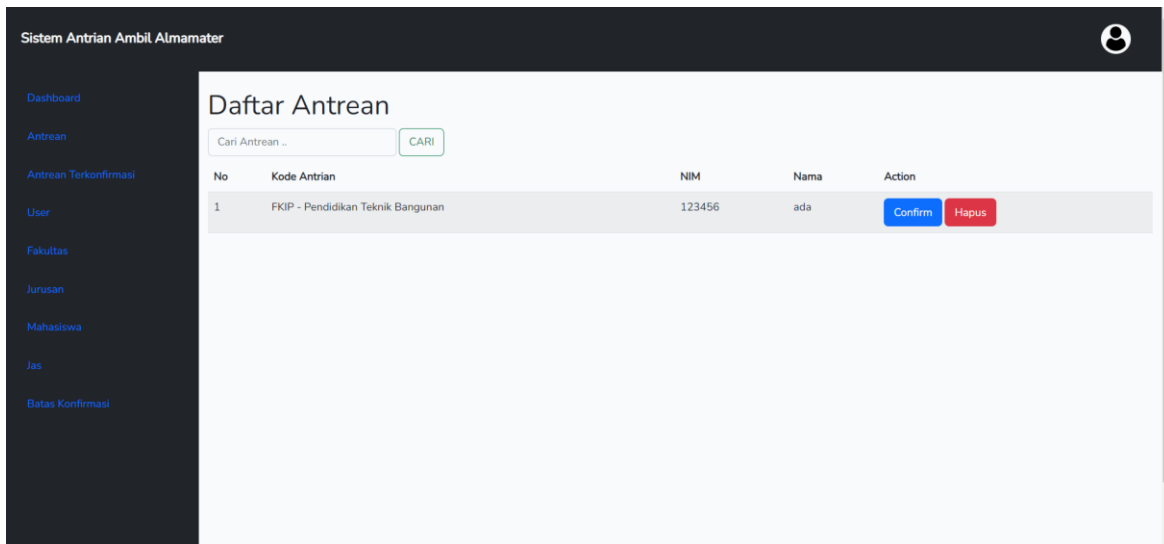 Sistem Antrian Ambil Almamater
Dashboard
Antrean
Antrean Terkonfirmasi
User
Fakultas
Jurusan
Mahasiswa
Jas
Batas Konfirmasi
Daftar Antrean
Cari Antrean .. CARI
No Kode Antrian NIM Nama Action
1 FKIP - Pendidikan Teknik Bangunan 123456 ada Confirm Hapus